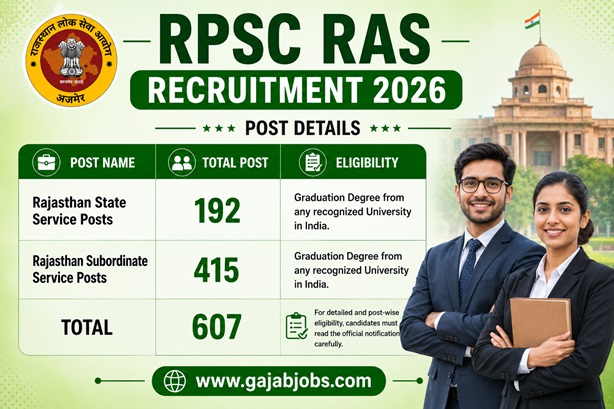 राजस्थान लोक सेवा आयोग
अजमेर
RPSC RAS
RECRUITMENT 2026
POST DETAILS
POST NAME
TOTAL POST
ELIGIBILITY
Rajasthan State
Service Posts
192
Graduation Degree from
any recognized University
in India.
Rajasthan Subordinate
Service Posts
415
Graduation Degree from
any recognized University
in India.
TOTAL
607
For detailed and post-wise
eligibility, candidates must
read the official notification
carefully.
www.gajabjobs.com